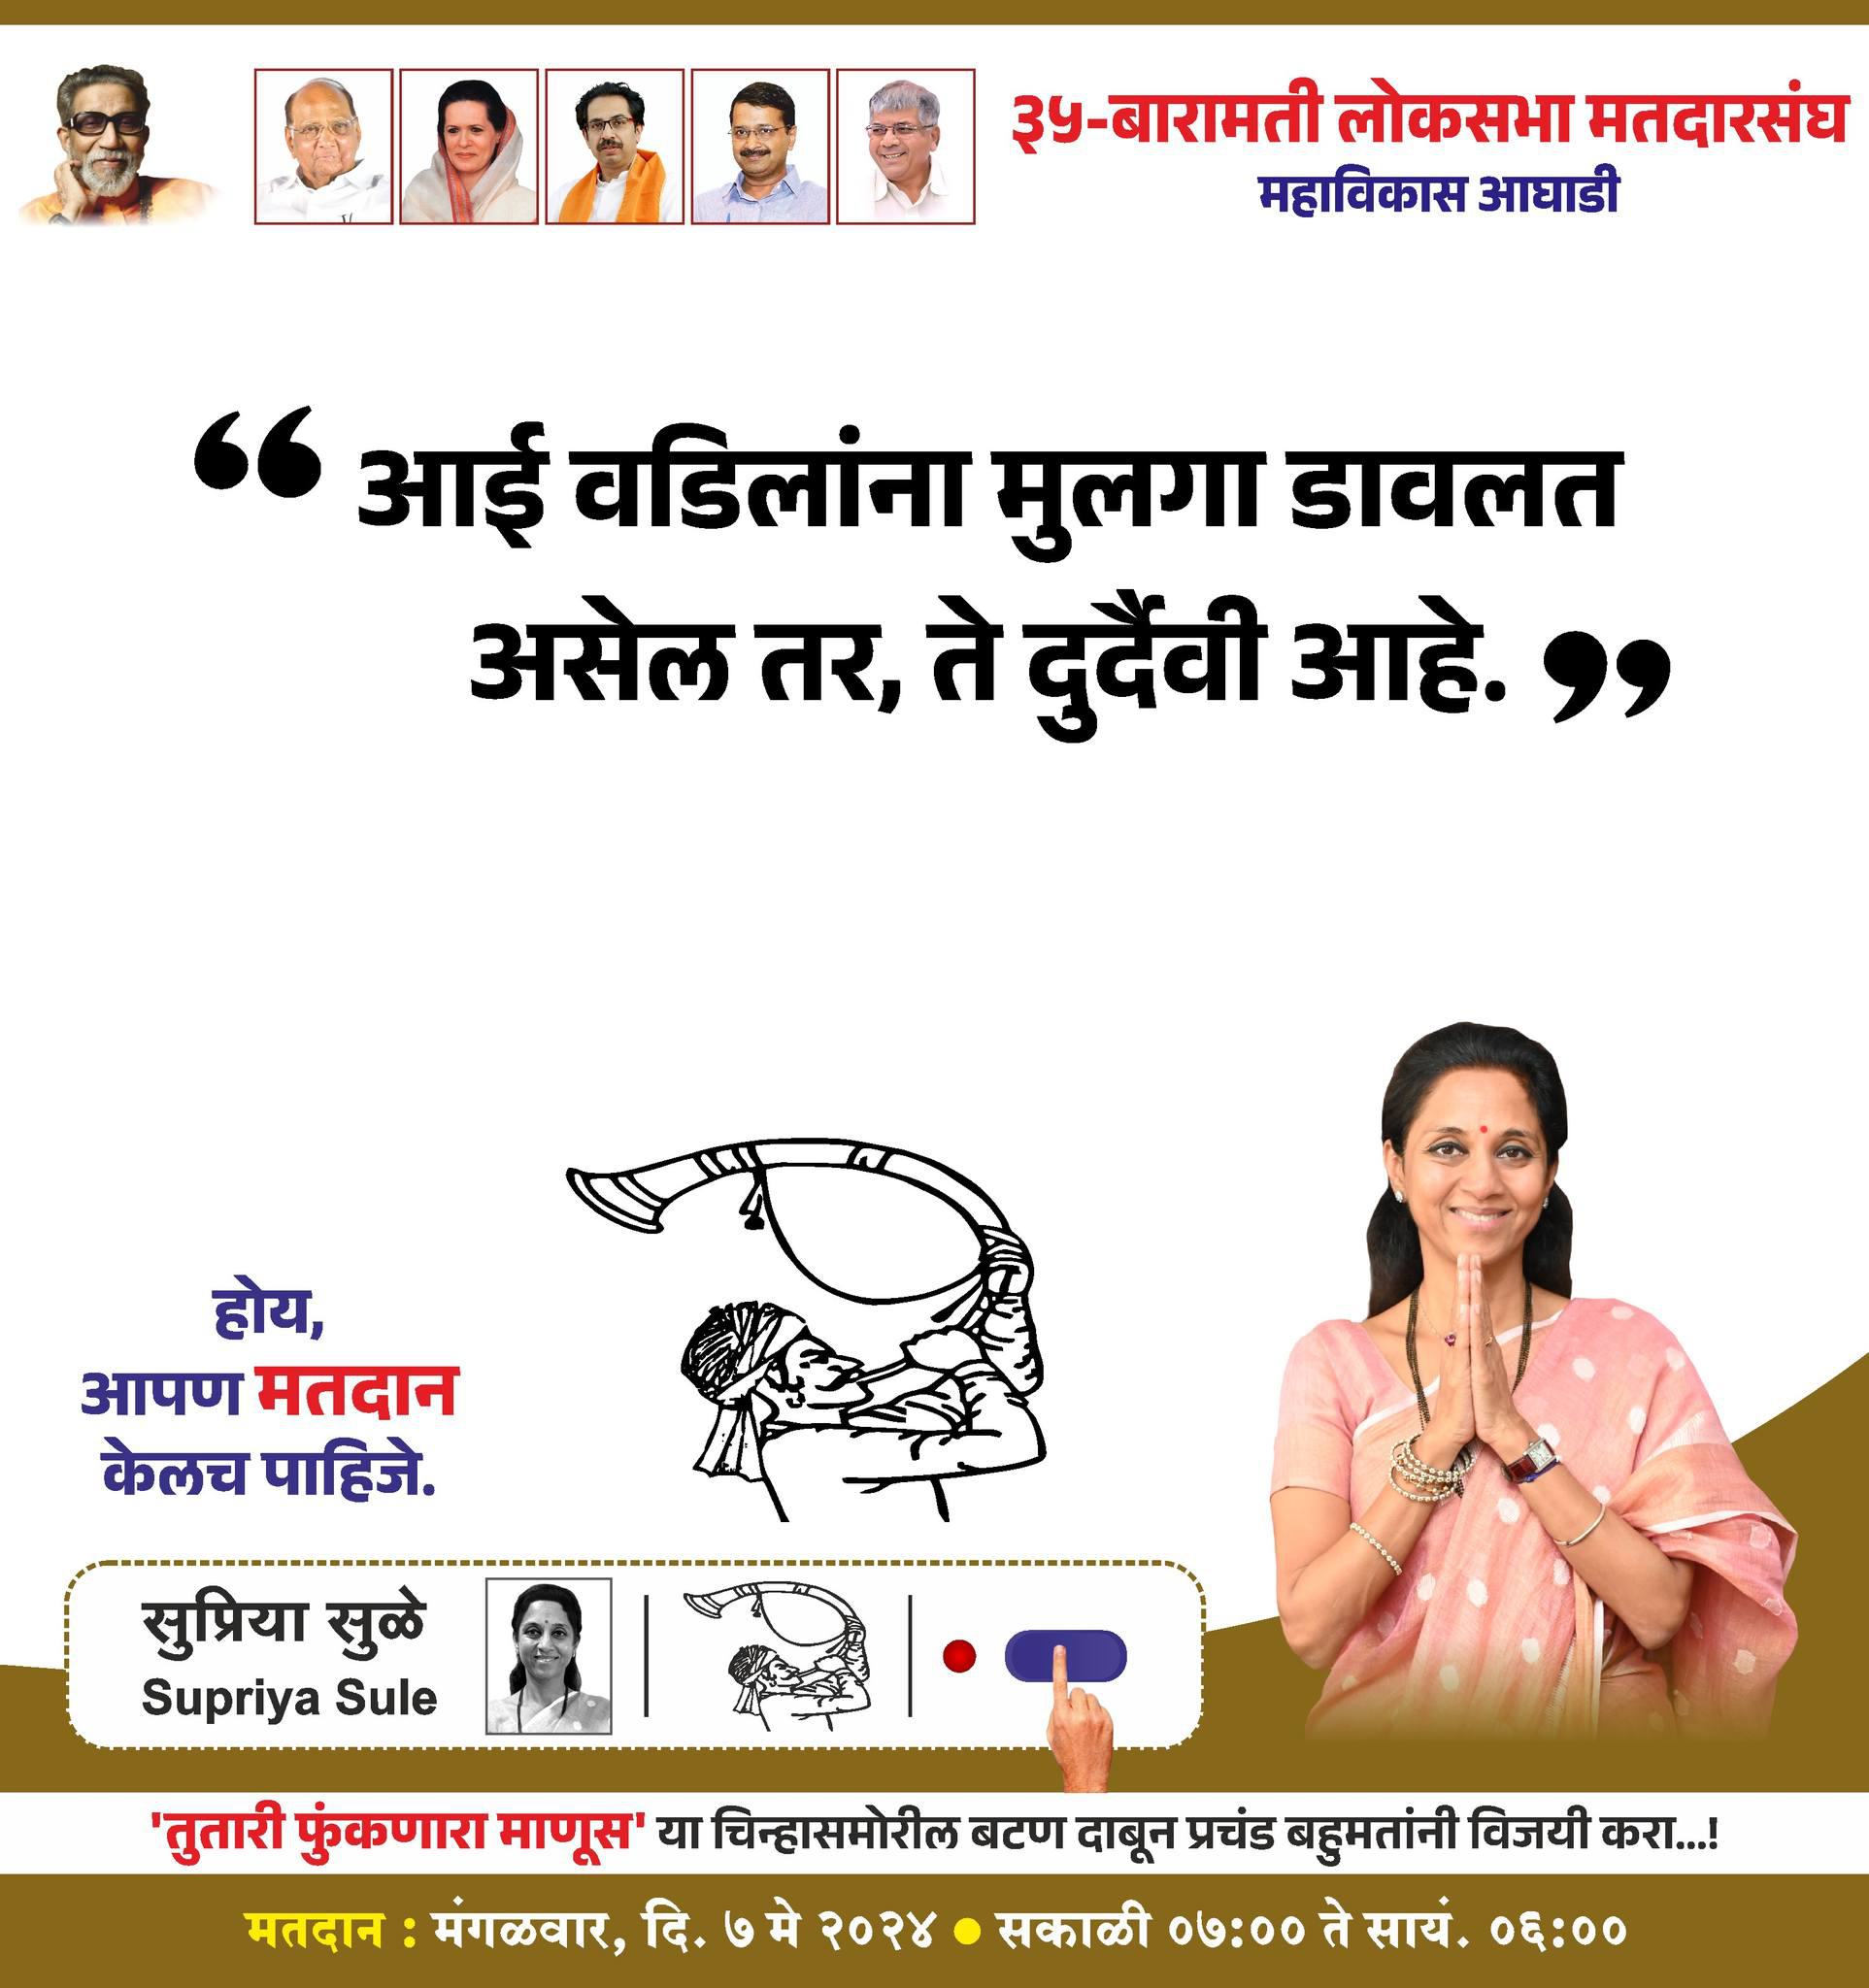 ३५-बारामती लोकसभा मतदारसंघ
महाविकास आघाडी
“ आई वडिलांना मुलगा डावलत
असेल तर, ते दुर्दैवी आहे. ”
होय,
आपण मतदान
केलच पाहिजे.
सुप्रिया सुळे
Supriya Sule
'तुतारी फुंकणारा माणूस' या चिन्हासमोरील बटण दाबून प्रचंड बहुमतांनी विजयी करा...!
मतदान : मंगळवार, दि. ७ मे २०२४ ● सकाळी ०७:०० ते सायं. ०६:००